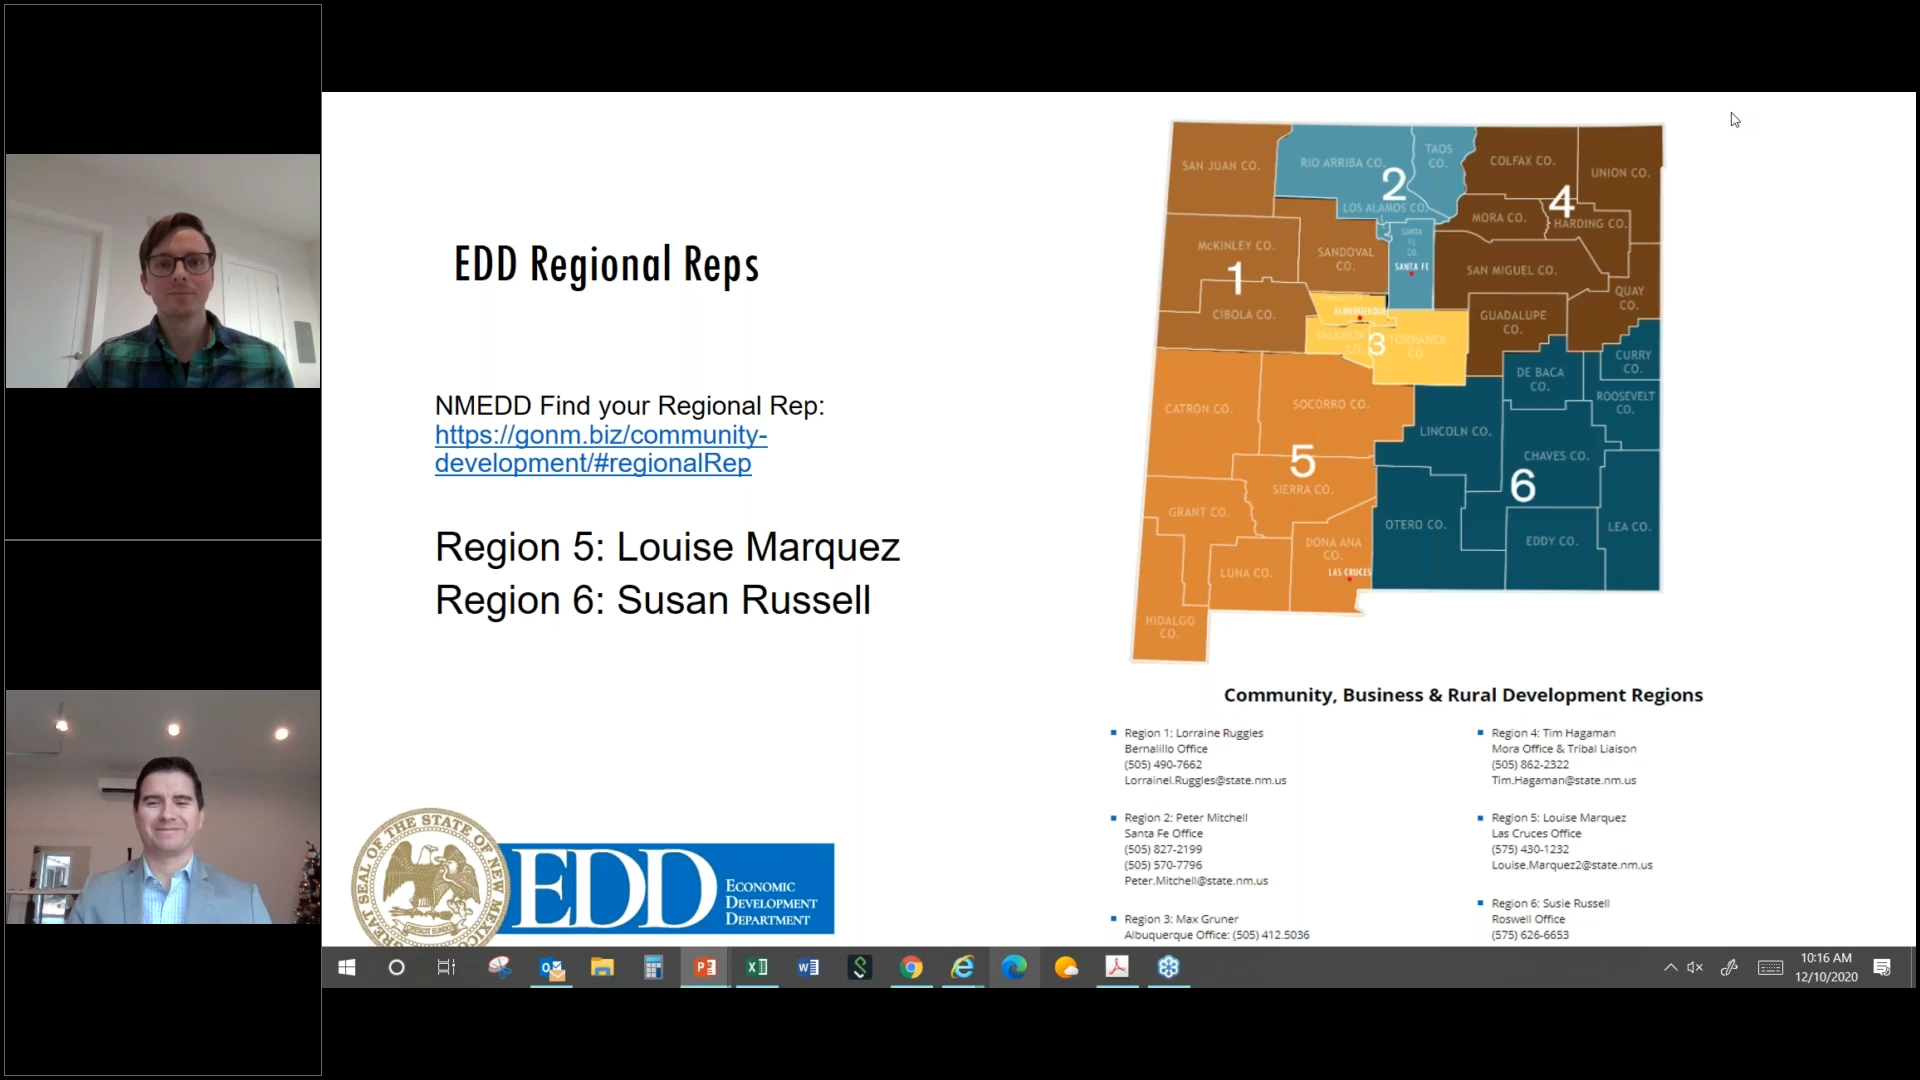 EDD Regional Reps
NMEDD Find your Regional Rep:
https://gonm.biz/community-
development/#regionalRep
Region 5: Louise Marquez
Region 6: Susan Russell
GREAT SEAL OF THE STATE OF NEW MEXICO
EDD
ECONOMIC
DEVELOPMENT
DEPARTMENT
SAN JUAN CO.
RIO ARRIBA CO.
TAOS
CO.
COLFAX CO.
UNION CO.
2
4
LOS ALAMOS CO.
MORA CO.
HARDING CO.
McKINLEY CO.
SANDOVAL
CO.
SANTA
FE
CO.
SANTA FE
SAN MIGUEL CO.
1
QUAY
CO.
CIBOLA CO.
ALBUQUERQUE
GUADALUPE
CO.
VALENCIA
CO.
3
TORRANCE
CO
CURRY
CO.
DE BACA
CO.
ROOSEVELT
CO.
CATRON CO.
SOCORRO CO.
LINCOLN CO.
CHAVES CO.
5
6
SIERRA CO.
GRANT CO.
OTERO CO.
LEA CO.
EDDY CO.
DONA ANA
CO.
LUNA CO.
LAS CRUCES
HIDALGO
CO.
Community, Business & Rural Development Regions
Region 1: Lorraine Ruggles
Bernalillo Office
(505) 490-7662
Lorrainel.Ruggles@state.nm.us
Region 2: Peter Mitchell
Santa Fe Office
(505) 827-2199
(505) 570-7796
Peter.Mitchell@state.nm.us
Region 3: Max Gruner
Albuquerque Office: (505) 412.5036
Region 4: Tim Hagaman
Mora Office & Tribal Liaison
(505) 862-2322
Tim.Hagaman@state.nm.us
Region 5: Louise Marquez
Las Cruces Office
(575) 430-1232
Louise.Marquez2@state.nm.us
Region 6: Susie Russell
Roswell Office
(575) 626-6653
10:16 AM
12/10/2020